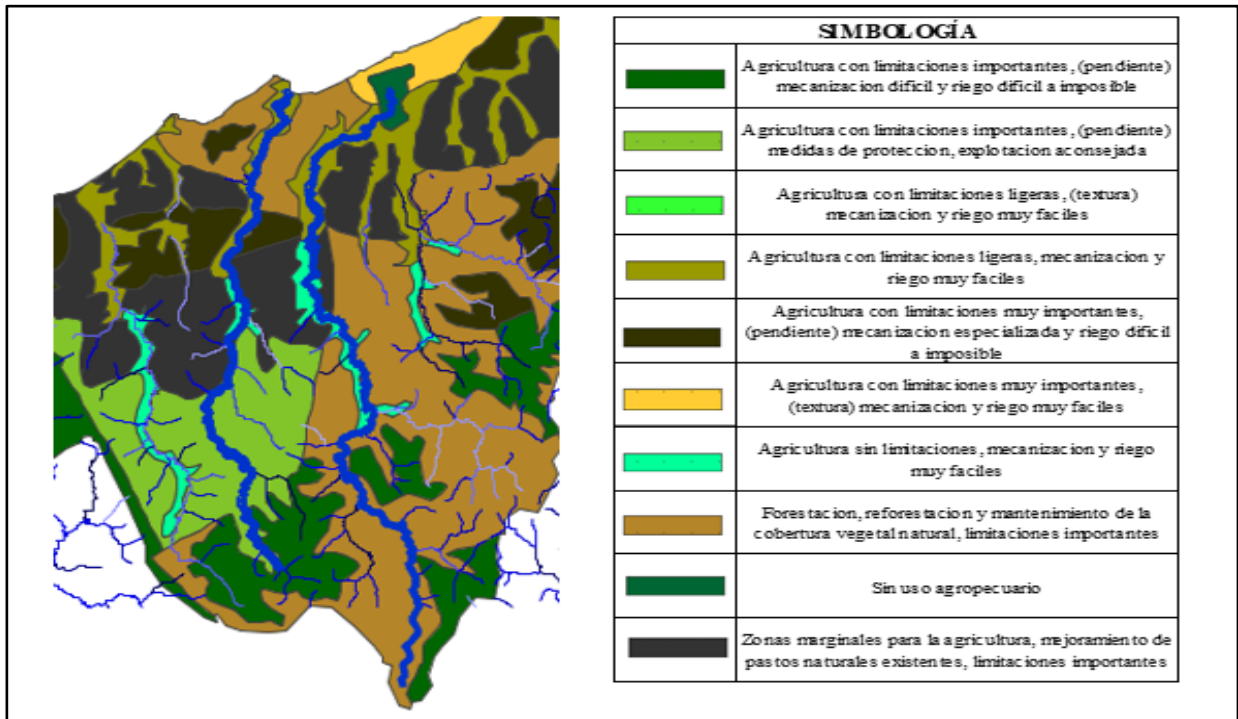 SIMBOLOGÍA
Agricultura con limitaciones importantes, (pendiente)
mecanizacion dificil y riego dificil a imposible
Agricultura con limitaciones importantes, (pendiente)
medidas de proteccion, explotacion aconsejada
Agricultura con limitaciones ligeras, (textura)
mecanizacion y riego muy faciles
Agricultura con limitaciones ligeras, mecanizacion y
riego muy faciles
Agricultura con limitaciones muy importantes,
(pendiente) mecanizacion especializada y riego dificil
a imposible
Agricultura con limitaciones muy importantes,
(textura) mecanizacion y riego muy faciles
Agricultura sin limitaciones, mecanizacion y riego
muy faciles
Forestacion, reforestacion y mantenimiento de la
cobertura vegetal natural, limitaciones importantes
Sin uso agropecuario
Zonas marginales para la agricultura, mejoramiento de
pastos naturales existentes, limitaciones importantes